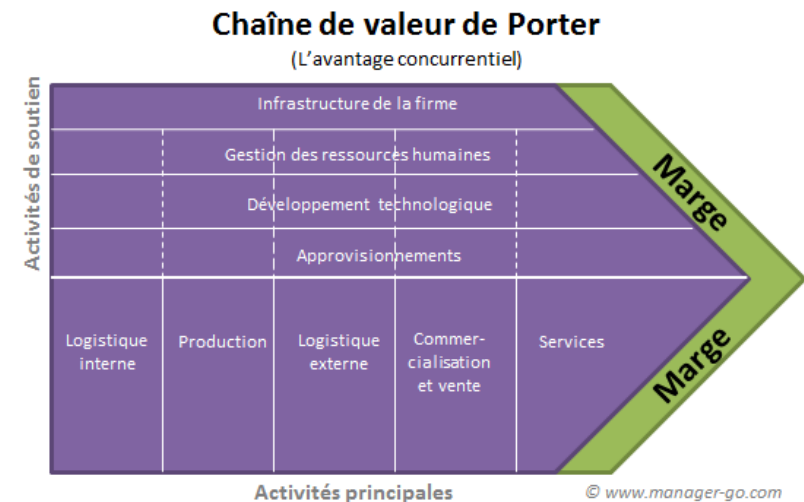 Chaîne de valeur de Porter
(L'avantage concurrentiel)
Activités de soutien
Infrastructure de la firme
Gestion des ressources humaines
Développement technologique
Approvisionnements
Marge
Logistique
interne
Production
Logistique
externe
Commer-
cialisation
et vente
Services
Marge
Activités principales
© www.manager-go.com